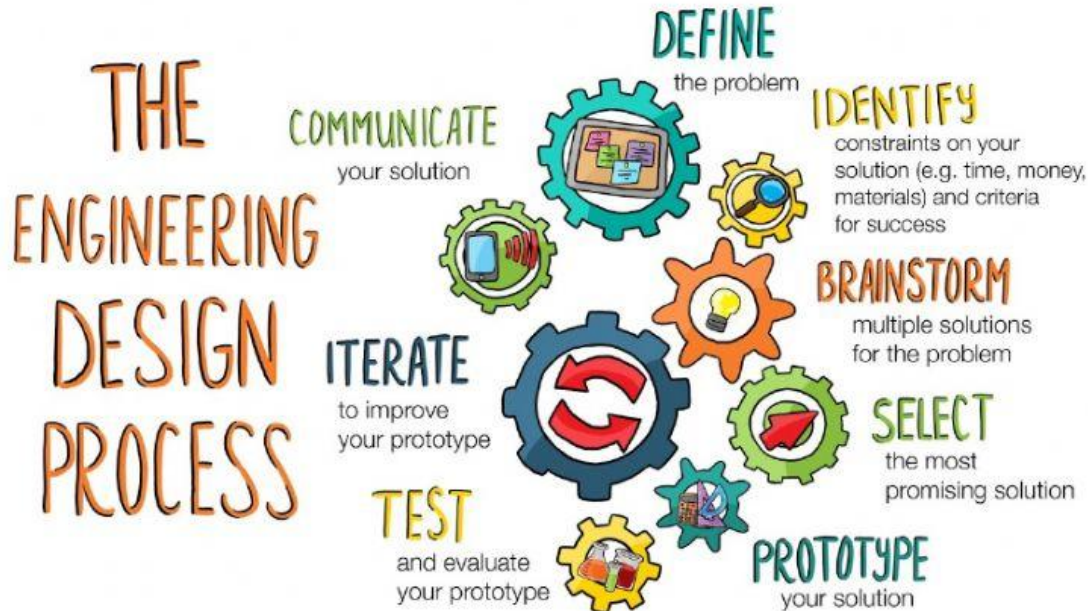 THE
ENGINEERING
DESIGN
PROCESS
DEFINE
the problem
IDENTIFY
constraints on your
solution (e.g. time, money,
materials) and criteria
for success
BRAINSTORM
multiple solutions
for the problem
SELECT
the most
promising solution
PROTOTYPE
your solution
TEST
and evaluate
your prototype
ITERATE
to improve
your prototype
COMMUNICATE
your solution